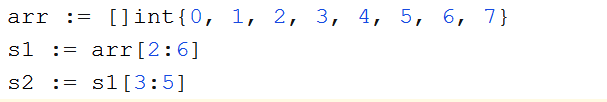 arr := []int{0, 1, 2, 3, 4, 5, 6, 7}
s1 := arr[2:6]
s2 := s1[3:5]